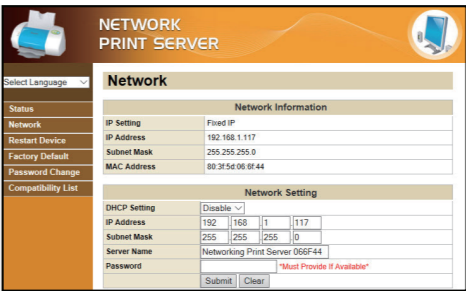 NETWORK
PRINT SERVER
Select Language
Status
Network
Restart Device
Factory Default
Password Change
Compatibility List
Network
Network Information
IP Setting Fixed IP
IP Address 192.168.1.117
Subnet Mask 255.255.255.0
MAC Address 80:3f:5d:06:6f:44
Network Setting
DHCP Setting Disable
IP Address 192 .168 .1 .117
Subnet Mask 255 .255 .255 .0
Server Name Networking Print Server 066F44
Password *Must Provide If Available*
Submit Clear